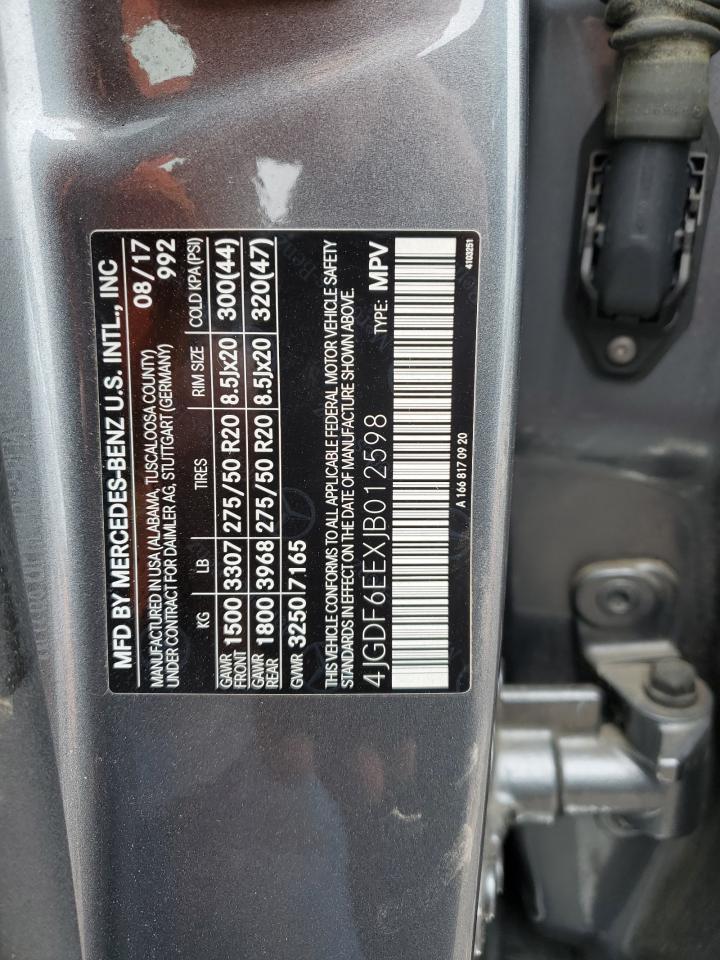 MFD BY MERCEDES-BENZ U.S. INTL., INC
MANUFACTURED IN USA (ALABAMA, TUSCALOOSA COUNTY) 08/17
UNDER CONTRACT FOR DAIMLER AG, STUTTGART (GERMANY) 992
KG LB TIRES RIM SIZE COLD KPA (PSI)
GAWR FRONT 1500 3307 275/50 R20 8.5Jx20 300(44)
GAWR REAR 1800 3968 275/50 R20 8.5Jx20 320(47)
GVWR 3250 7165
THIS VEHICLE CONFORMS TO ALL APPLICABLE FEDERAL MOTOR VEHICLE SAFETY
STANDARDS IN EFFECT ON THE DATE OF MANUFACTURE SHOWN ABOVE.
4JGDF6EEXJB012598 TYPE: MPV
A 166 817 09 20 4103251